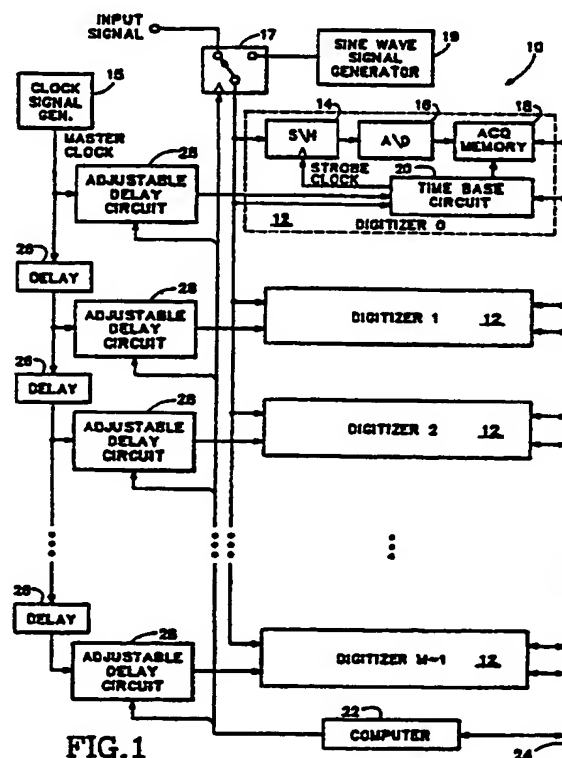 INPUT
SIGNAL
17
19
SINE WAVE
SIGNAL
GENERATOR
10
15
CLOCK
SIGNAL
GEN.
MASTER
CLOCK
14
16
18
S\H
A\D
ACQ
MEMORY
STROBE
CLOCK
20
TIME BASE
CIRCUIT
12
DIGITIZER 0
28
ADJUSTABLE
DELAY
CIRCUIT
26
DELAY
28
ADJUSTABLE
DELAY
CIRCUIT
DIGITIZER 1 12
26
DELAY
28
ADJUSTABLE
DELAY
CIRCUIT
DIGITIZER 2 12
26
DELAY
28
ADJUSTABLE
DELAY
CIRCUIT
DIGITIZER M-1 12
22
COMPUTER
24
FIG.1